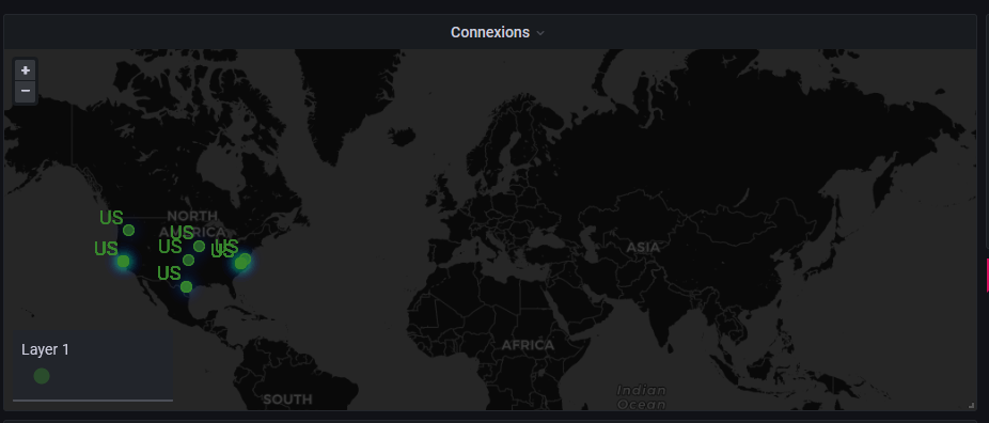 Connexions
+
−
US
NORTH
AMERICA
US
US
US
US
US
US
ASIA
Layer 1
AFRICA
Indian
Ocean
SOUTH